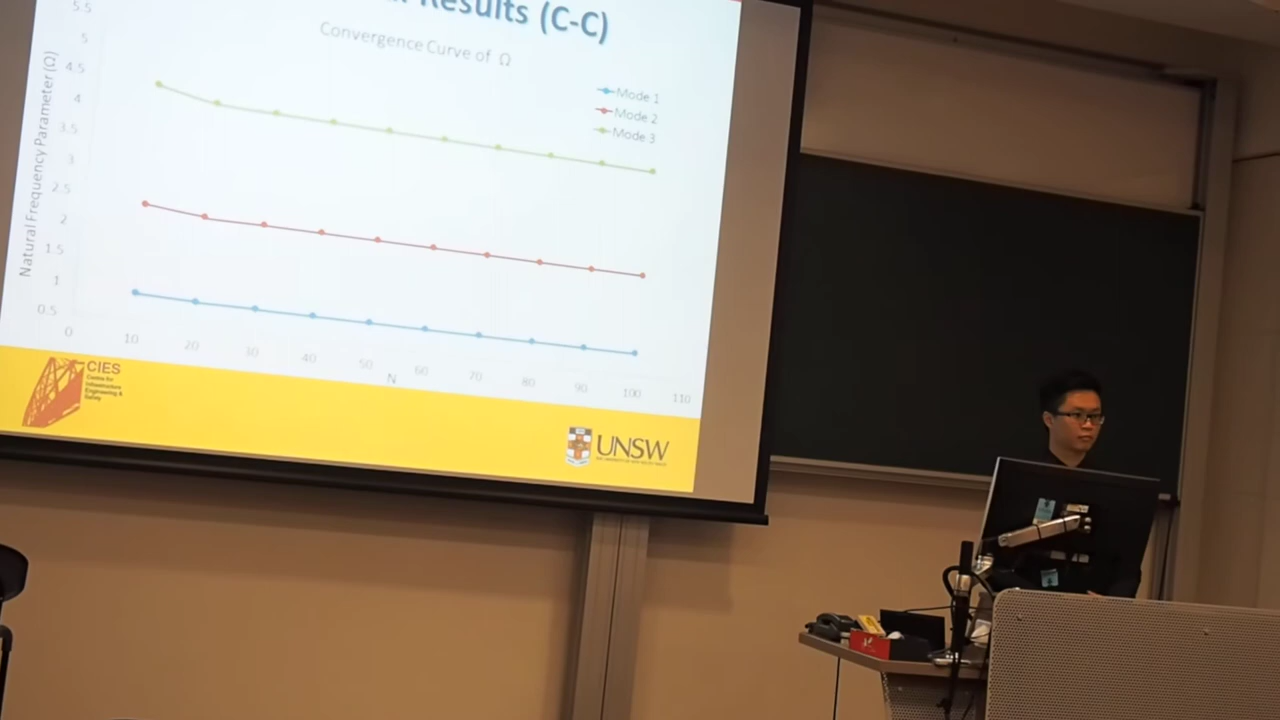 Results (C-C)
Convergence Curve of Ω
Mode 1
Mode 2
Mode 3
Natural Frequency Parameter (Ω)
5.5
5
4.5
4
3.5
3
2.5
2
1.5
1
0.5
0
10
20
30
40
50
60
70
80
90
100
110
N
CIES
Centre for
Infrastructure
Engineering &
Safety
UNSW